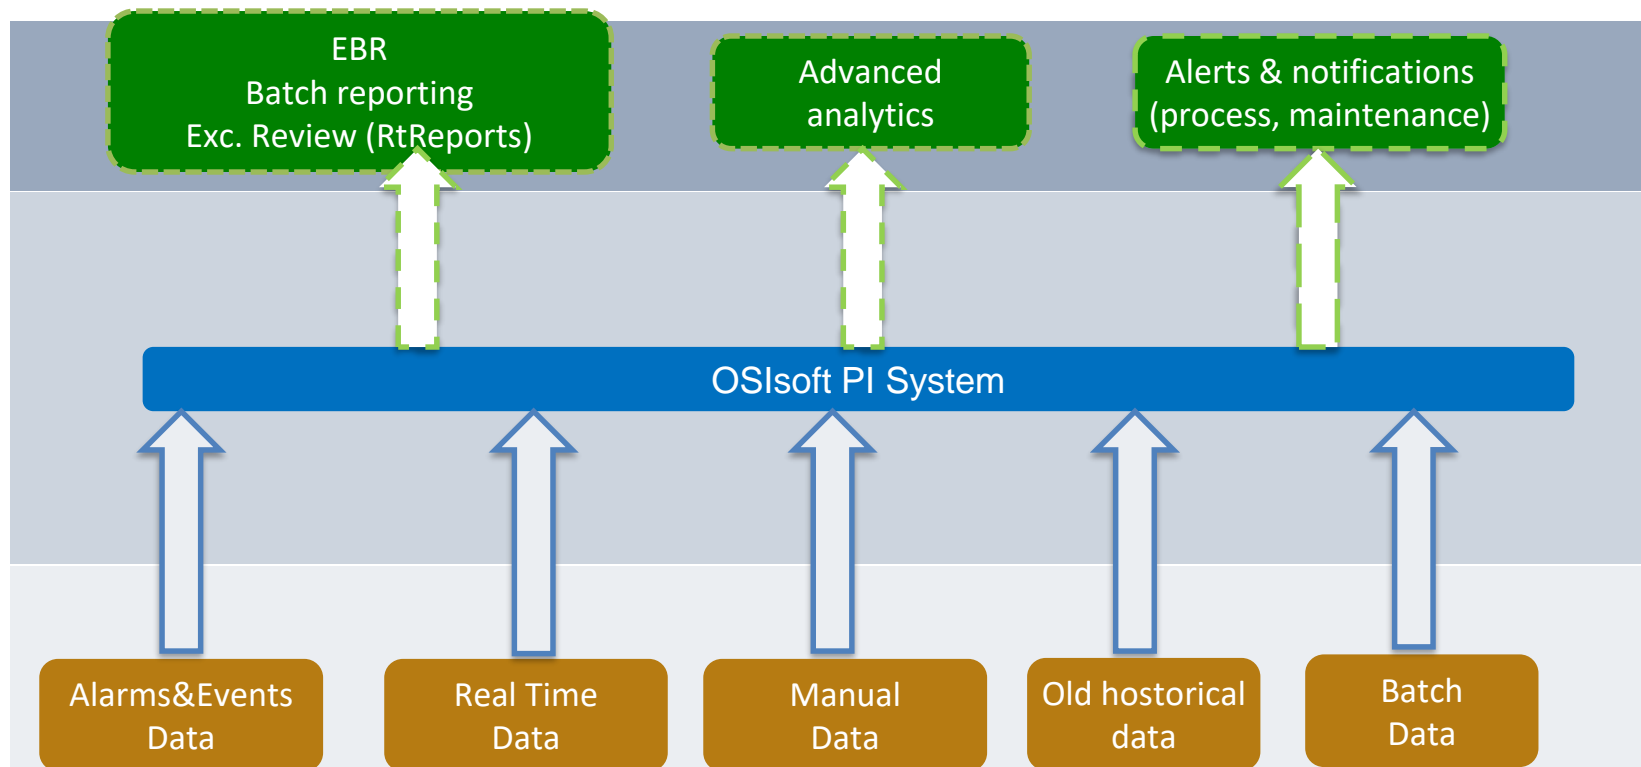 EBR
Batch reporting
Exc. Review (RtReports)
Advanced
analytics
Alerts & notifications
(process, maintenance)
OSIsoft PI System
Alarms&Events
Data
Real Time
Data
Manual
Data
Old hostorical
data
Batch
Data